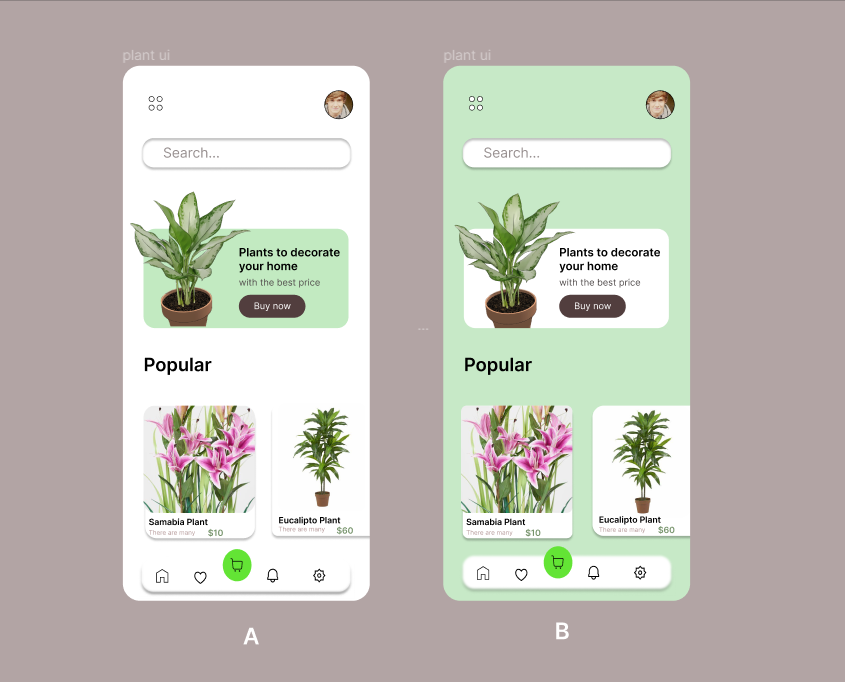 plant ui
Search...
Plants to decorate
your home
with the best price
Buy now
Popular
Samabia Plant
There are many
$10
Eucalipto Plant
There are many
$60
A
plant ui
Search...
Plants to decorate
your home
with the best price
Buy now
Popular
Samabia Plant
There are many
$10
Eucalipto Plant
There are many
$60
B
...